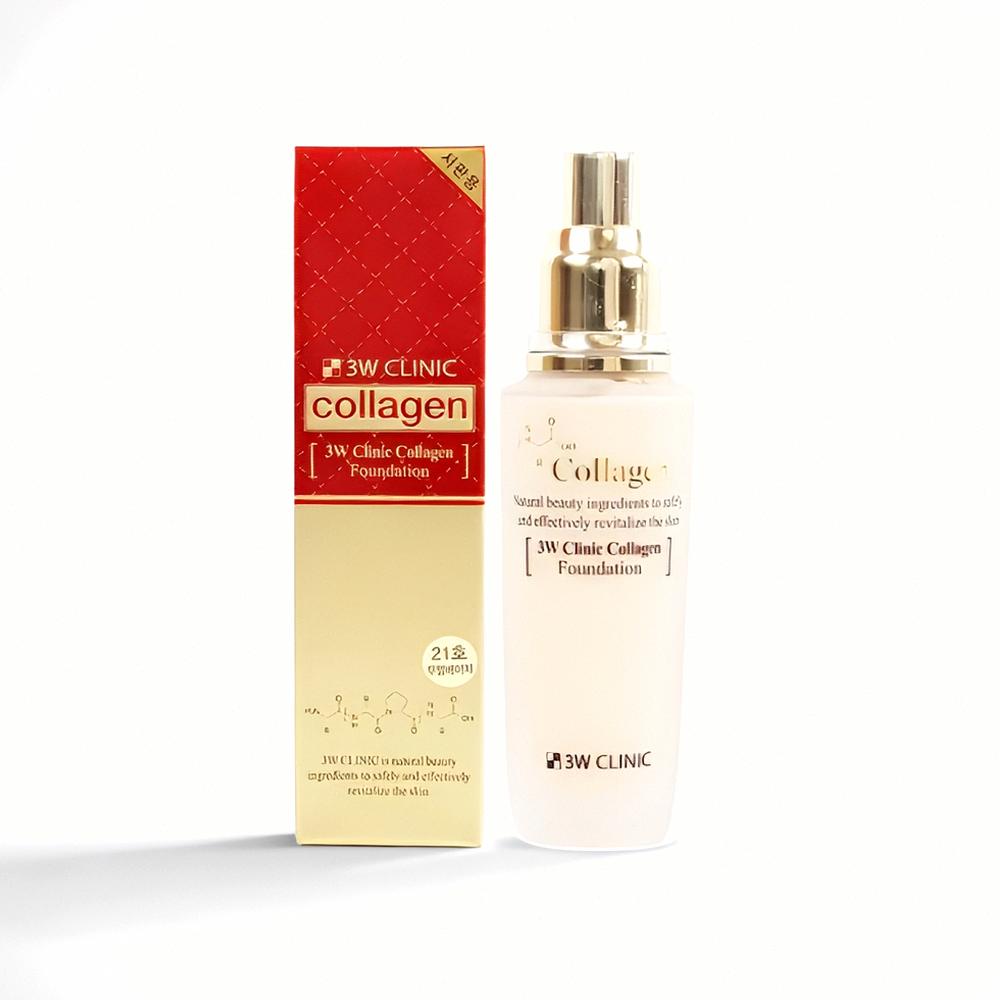 시판용
3W CLINIC
collagen
3W Clinic Collagen
Foundation
21호
3W CLINIC is natural beauty
ingredients to safely and effectively
revitalize the skin
Collagen
Natural beauty ingredients to safely
and effectively revitalize the skin
3W Clinic Collagen
Foundation
3W CLINIC